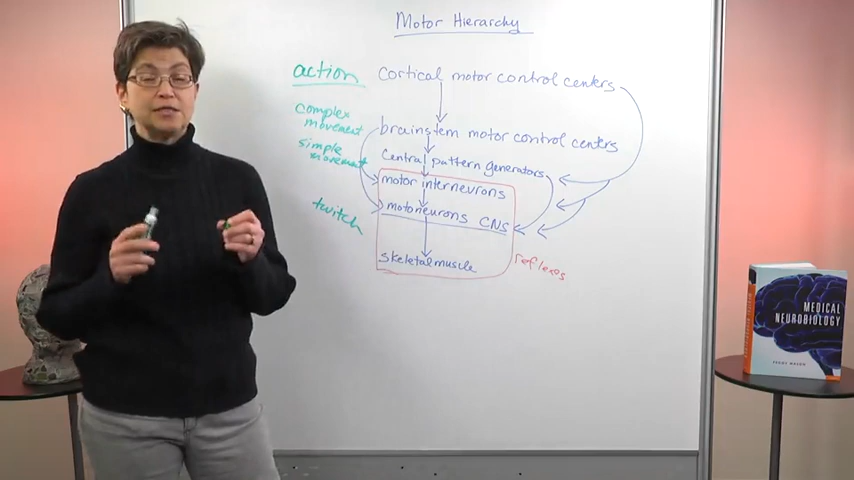 Motor Hierarchy
action cortical motor control centers
complex
movement
brainstem motor control centers
simple
movement
central pattern generators
motor interneurons
twitch
motoneurons CNS
skeletal muscle
reflexes
MEDICAL
NEUROBIOLOGY